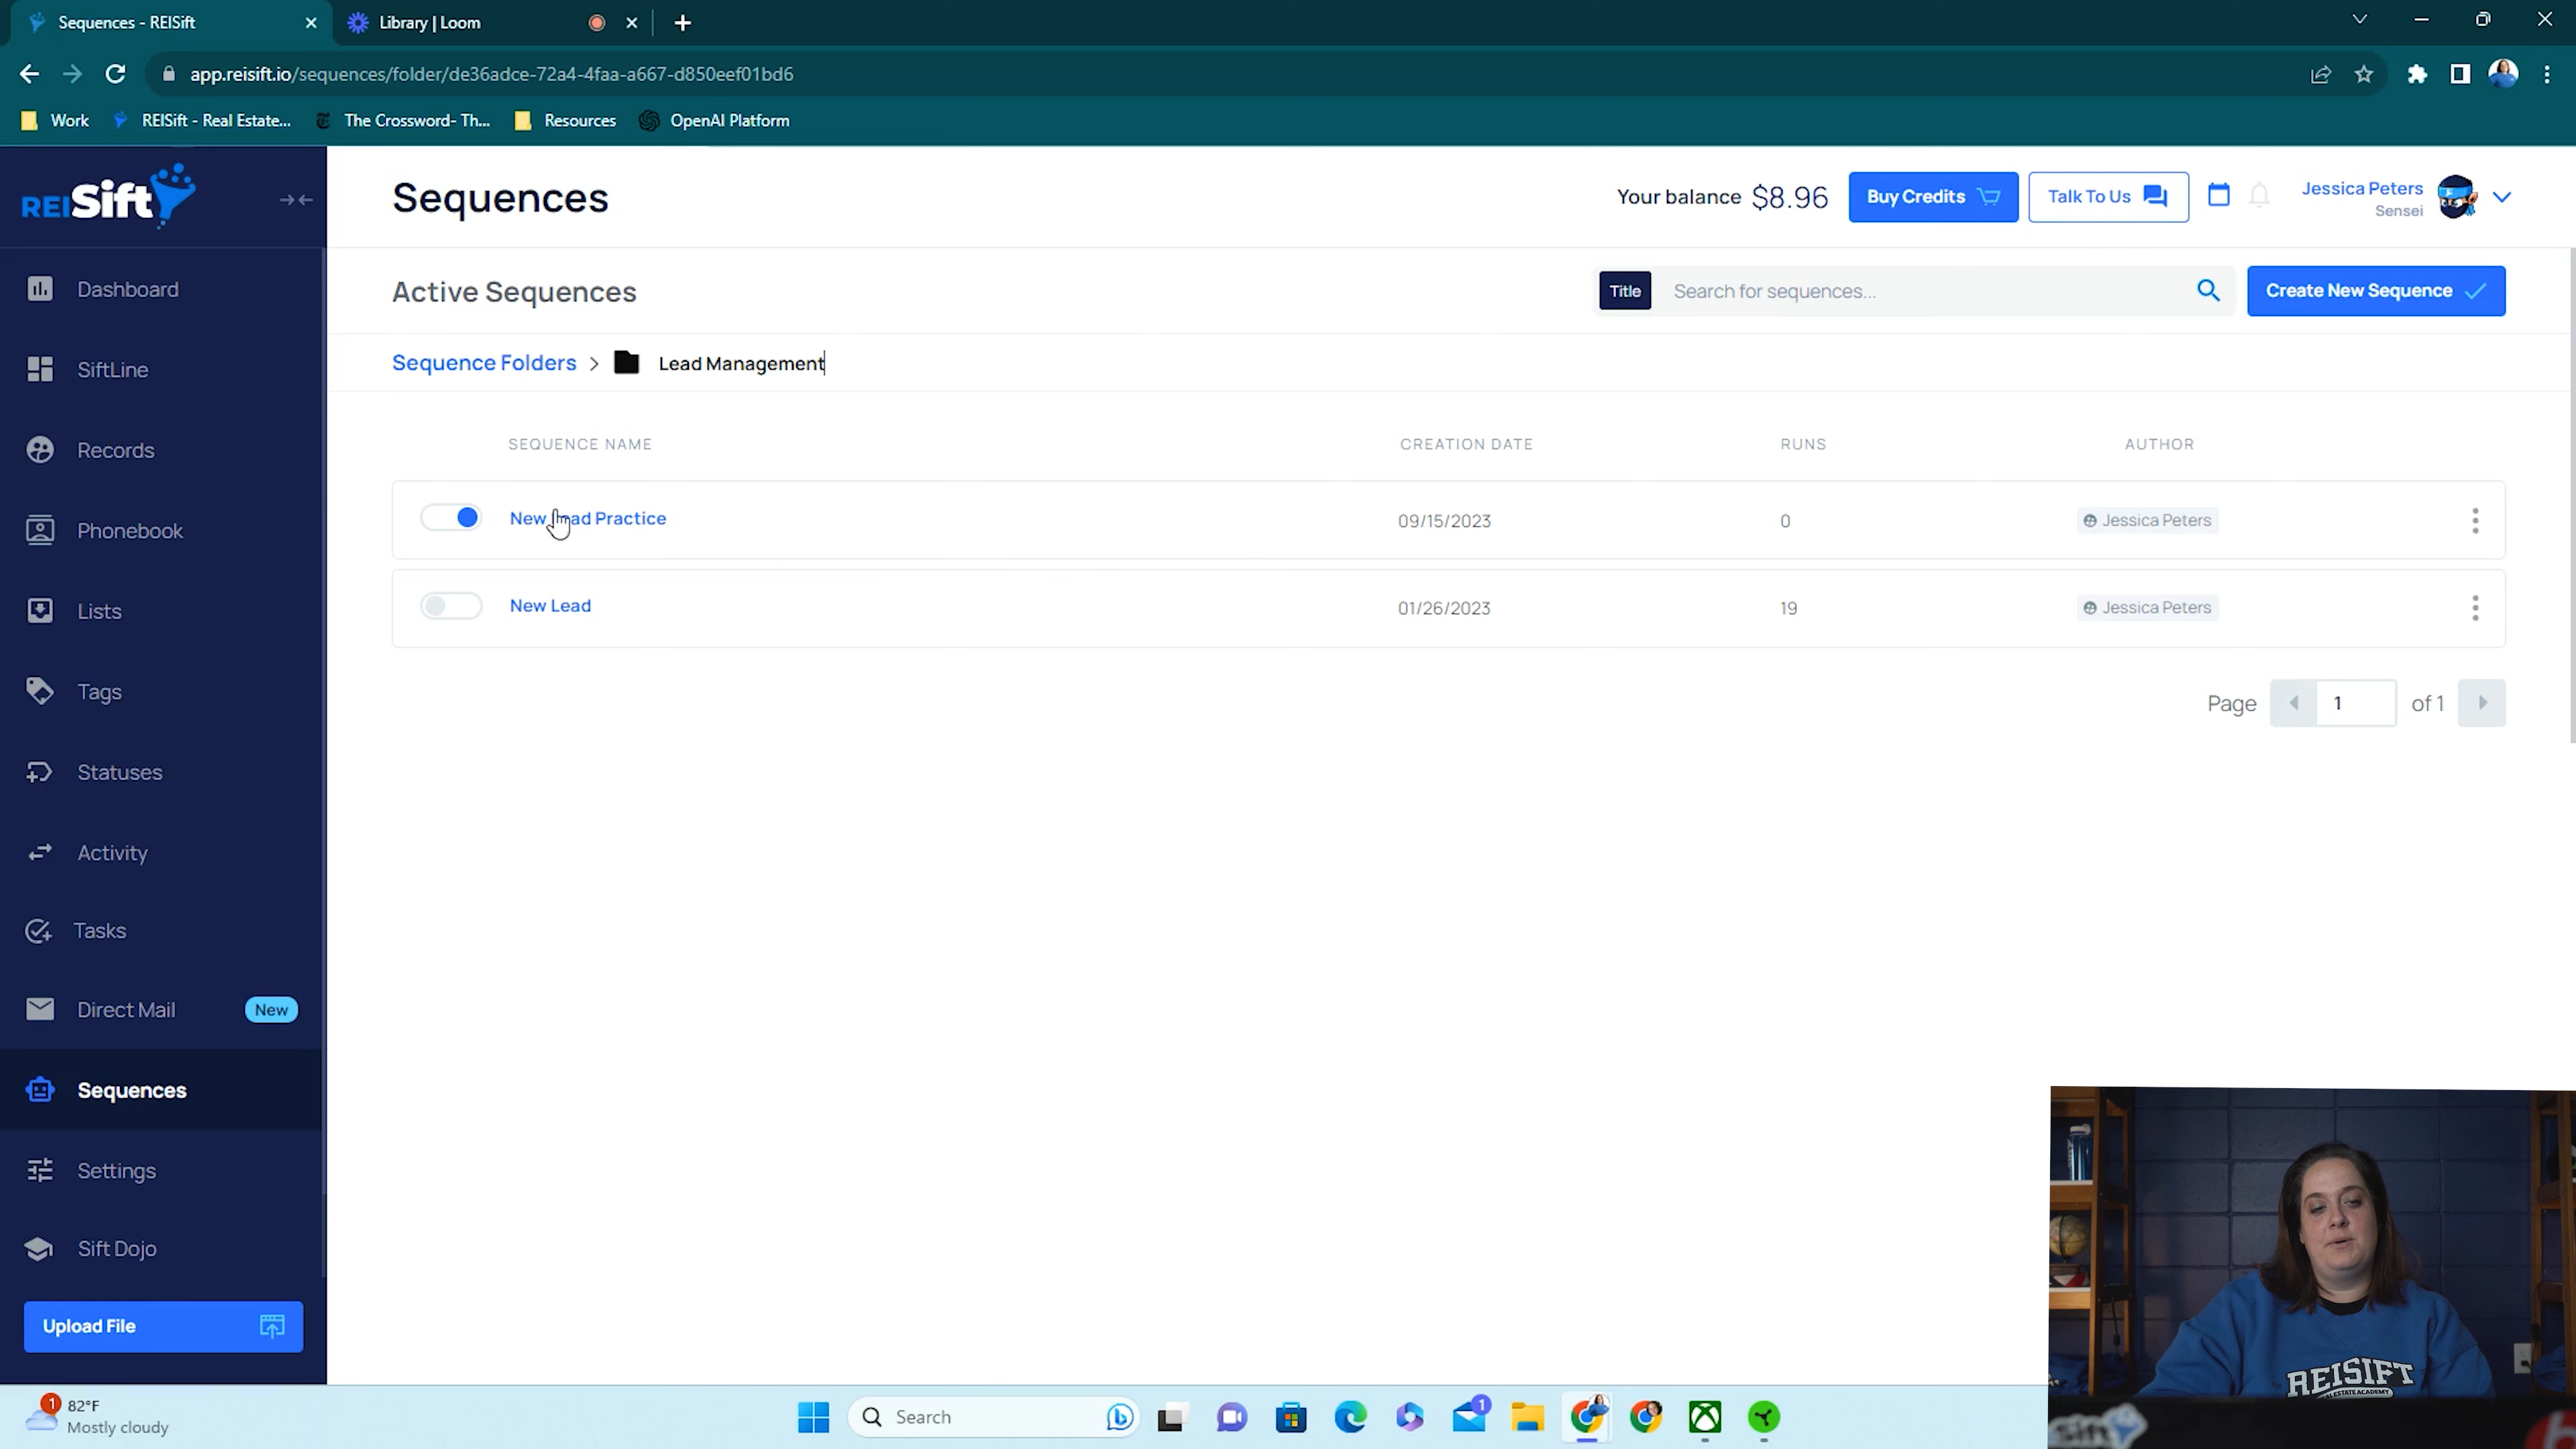 Sequences - REISift
Library | Loom
app.reisift.io/sequences/folder/de36adce-72a4-4faa-a667-d850eef01bd6
Work
REISift - Real Estate...
The Crossword- Th...
Resources
OpenAI Platform
REISift
Sequences
Your balance $8.96
Buy Credits
Talk To Us
Jessica Peters
Sensei
Dashboard
SiftLine
Records
Phonebook
Lists
Tags
Statuses
Activity
Tasks
Direct Mail New
Sequences
Settings
Sift Dojo
Upload File
Active Sequences
Title
Search for sequences...
Create New Sequence
Sequence Folders > Lead Management
SEQUENCE NAME CREATION DATE RUNS AUTHOR
New Lead Practice 09/15/2023 0 Jessica Peters
New Lead 01/26/2023 19 Jessica Peters
Page 1 of 1
REISIFT
REAL ESTATE ACADEMY
1
82°F
Mostly cloudy
Search
1